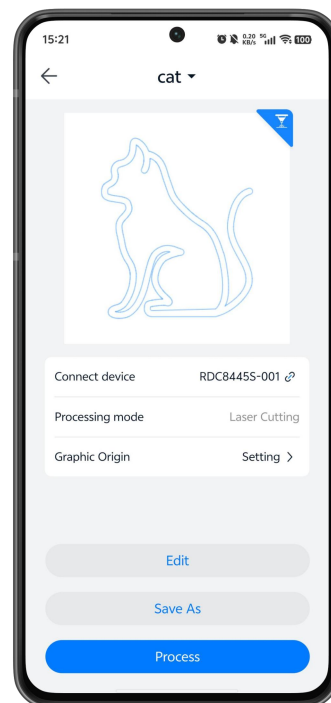 15:21
0.20 KB/s 5G 100
cat
Connect device RDC8445S-001
Processing mode Laser Cutting
Graphic Origin Setting >
Edit
Save As
Process